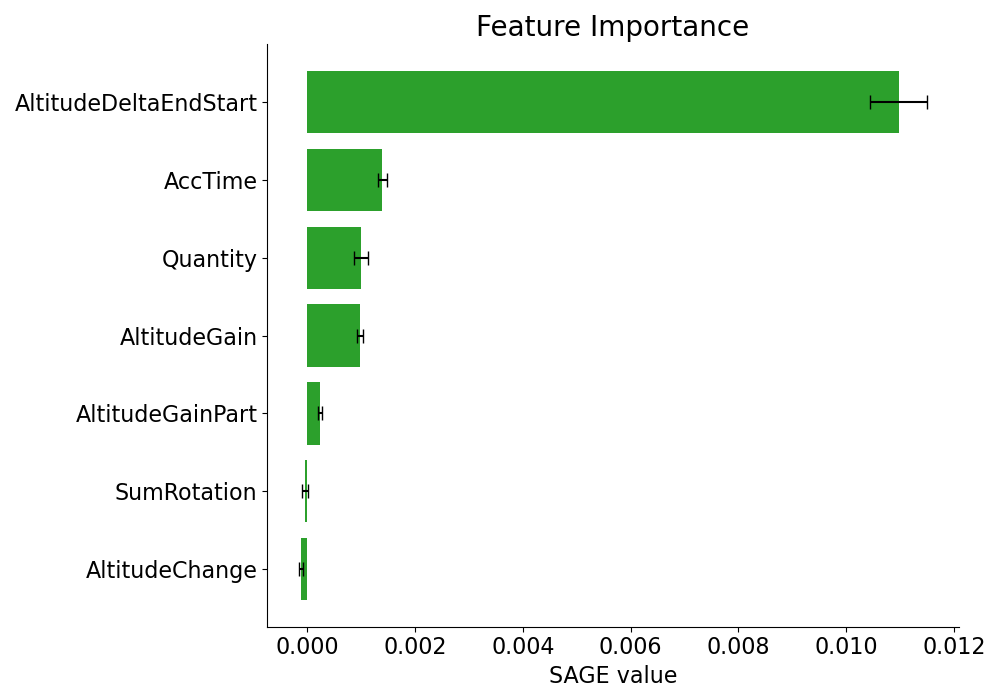 Feature Importance
AltitudeDeltaEndStart
AccTime
Quantity
AltitudeGain
AltitudeGainPart
SumRotation
AltitudeChange
0.000 0.002 0.004 0.006 0.008 0.010 0.012
SAGE value